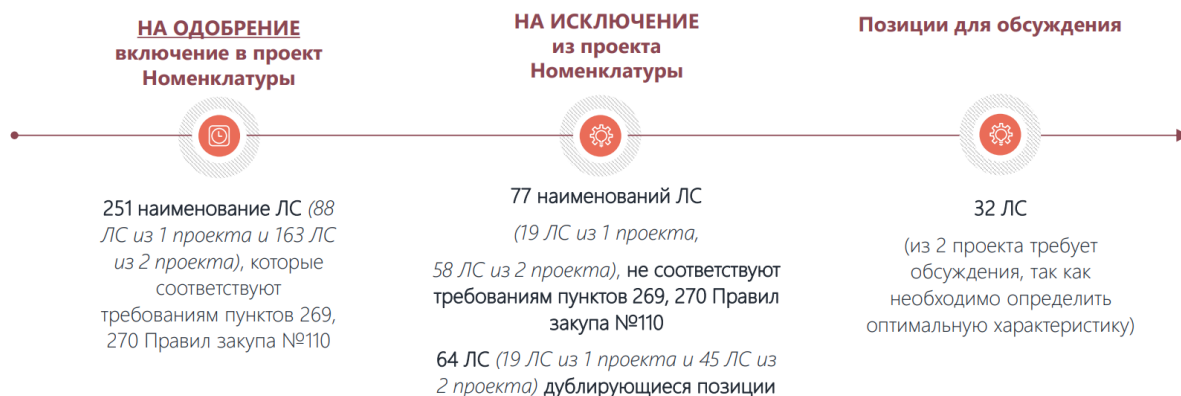 НА ОДОБРЕНИЕ
включение в проект
Номенклатуры
251 наименование ЛС (88
ЛС из 1 проекта и 163 ЛС
из 2 проекта), которые
соответствуют
требованиям пунктов 269,
270 Правил закупа №110
НА ИСКЛЮЧЕНИЕ
из проекта
Номенклатуры
77 наименований ЛС
(19 ЛС из 1 проекта,
58 ЛС из 2 проекта), не соответствуют
требованиям пунктов 269, 270 Правил
закупа №110
64 ЛС (19 ЛС из 1 проекта и 45 ЛС из
2 проекта) дублирующиеся позиции
Позиции для обсуждения
32 ЛС
(из 2 проекта требует
обсуждения, так как
необходимо определить
оптимальную характеристику)